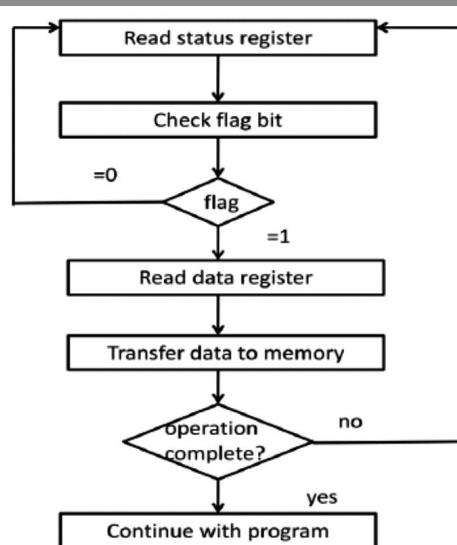 Read status register
Check flag bit
=0
flag
=1
Read data register
Transfer data to memory
operation
complete?
no
yes
Continue with program